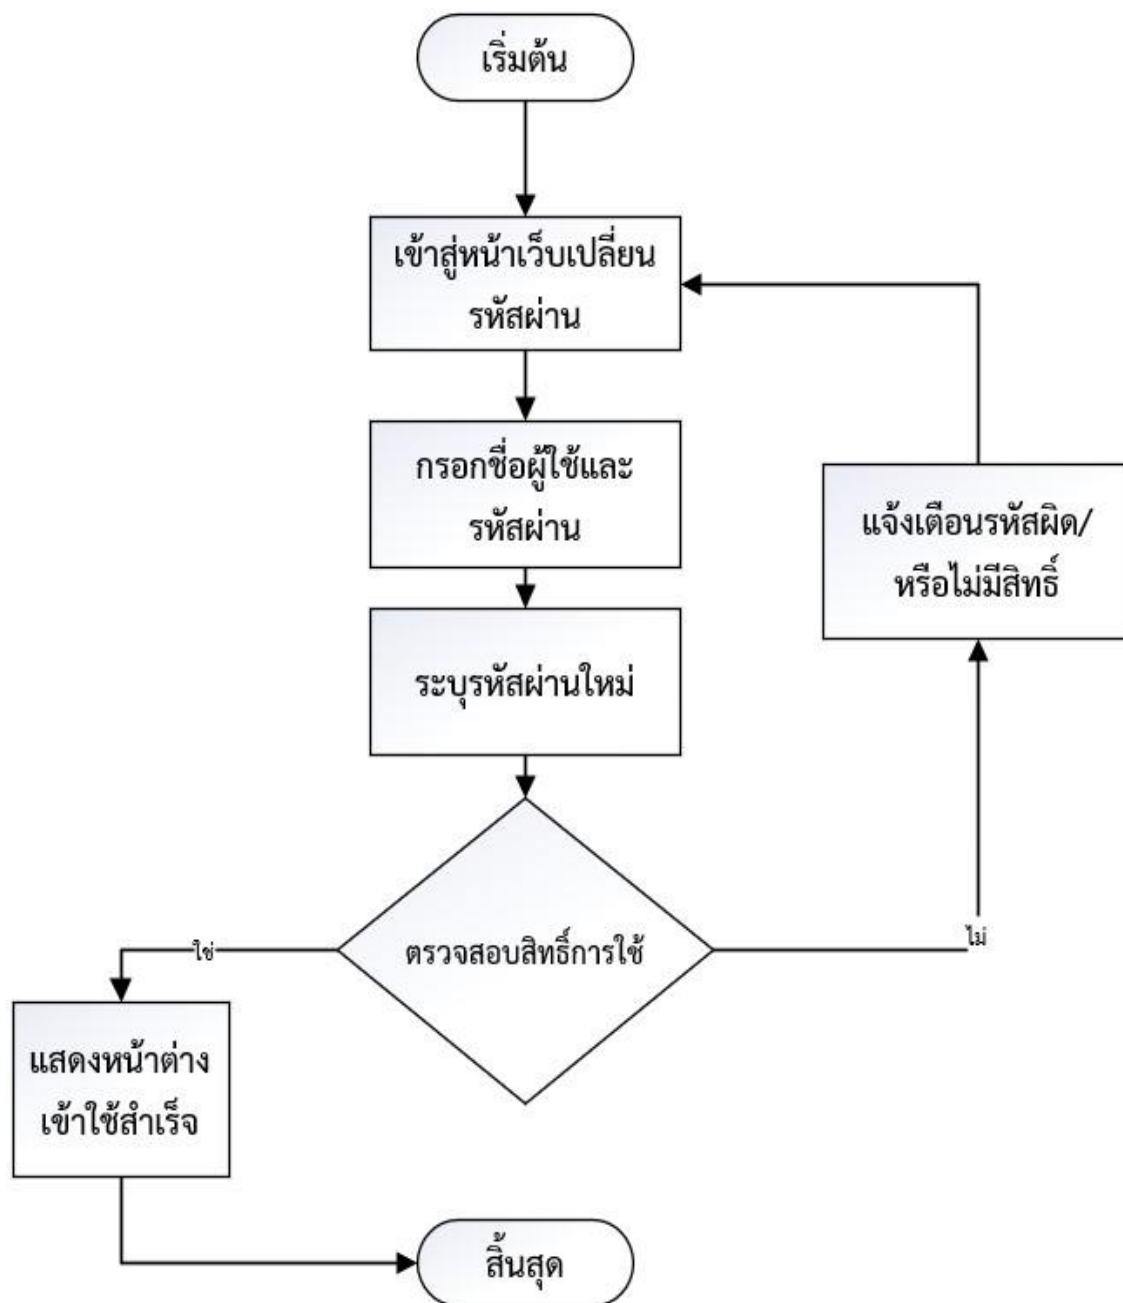 เริ่มต้น
เข้าสู่หน้าเว็บเปลี่ยน
รหัสผ่าน
กรอกชื่อผู้ใช้และ
รหัสผ่าน
แจ้งเตือนรหัสผิด/
หรือไม่มีสิทธิ์
ระบุรหัสผ่านใหม่
ตรวจสอบสิทธิ์การใช้
ใช่
ไม่
แสดงหน้าต่าง
เข้าใช้สำเร็จ
สิ้นสุด